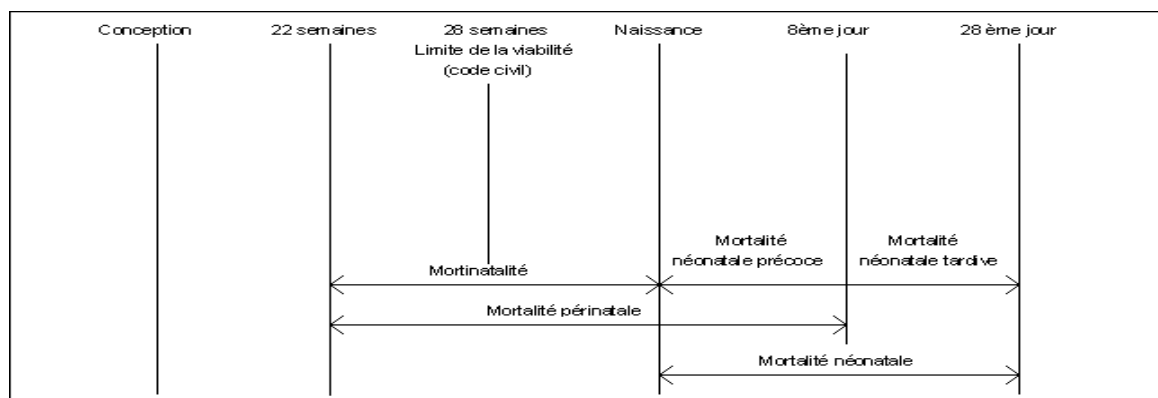 Conception
22 semaines
28 semaines
Limite de la viabilité
(code civil)
Naissance
8ème jour
28 ème jour
Mortalité
néonatale précoce
Mortalité
néonatale tardive
Mortinatalité
Mortalité périnatale
Mortalité néonatale